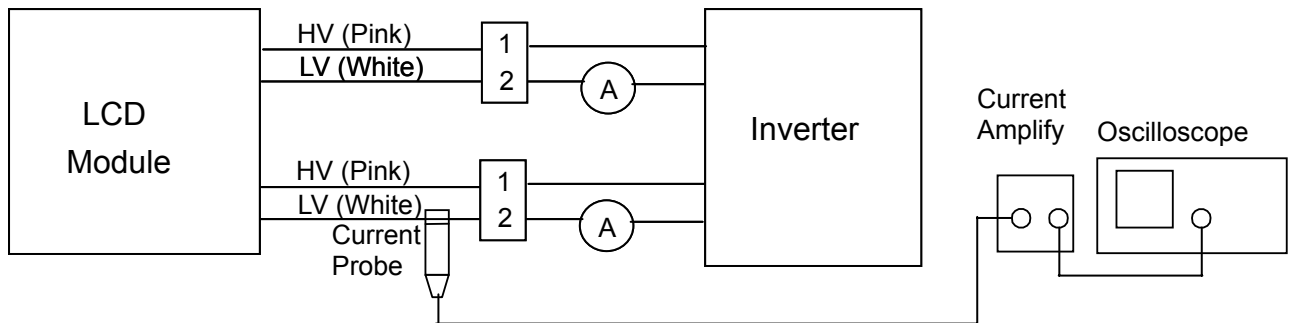 HV (Pink)
1
LV (White)
2
A
LCD
Module
Inverter
HV (Pink)
1
LV (White)
2
A
Current
Probe
Current
Amplify
Oscilloscope